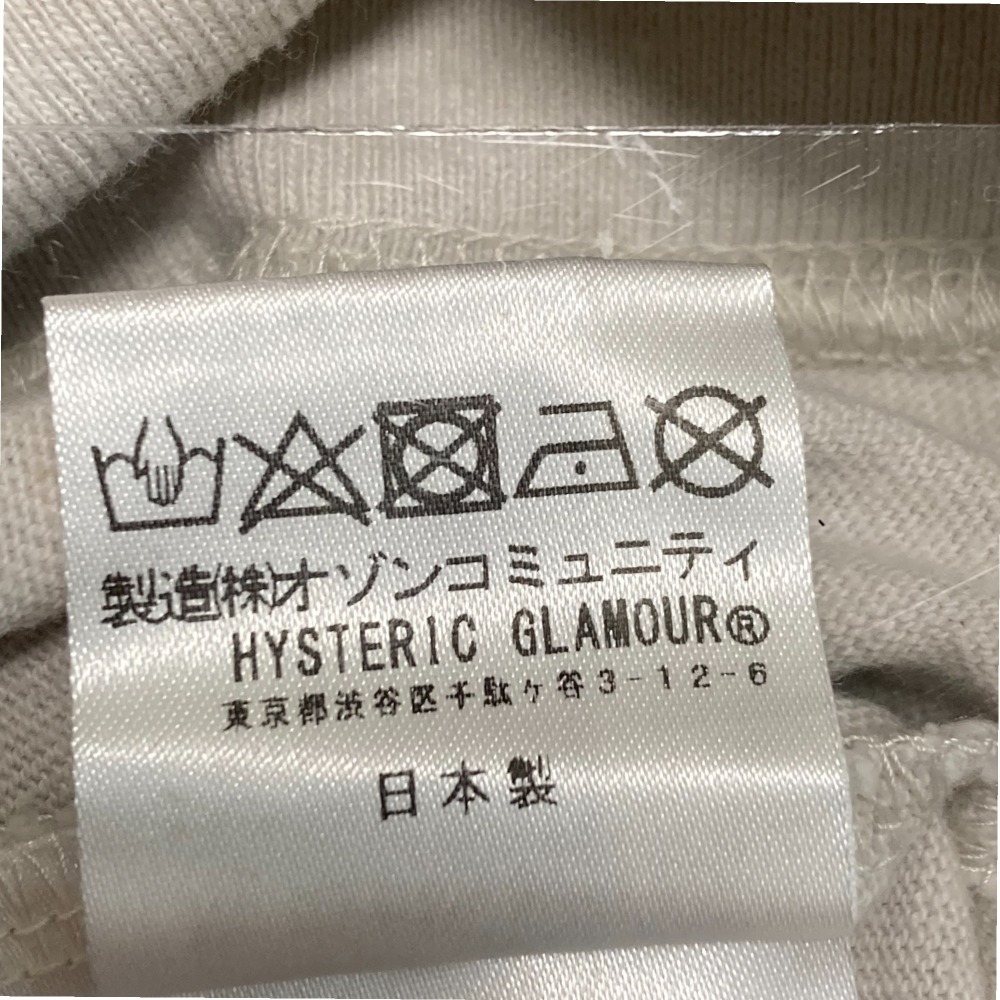 製造(株)オゾンコミュニティ
HYSTERIC GLAMOUR®
東京都渋谷区千駄ヶ谷3-12-6
日本製